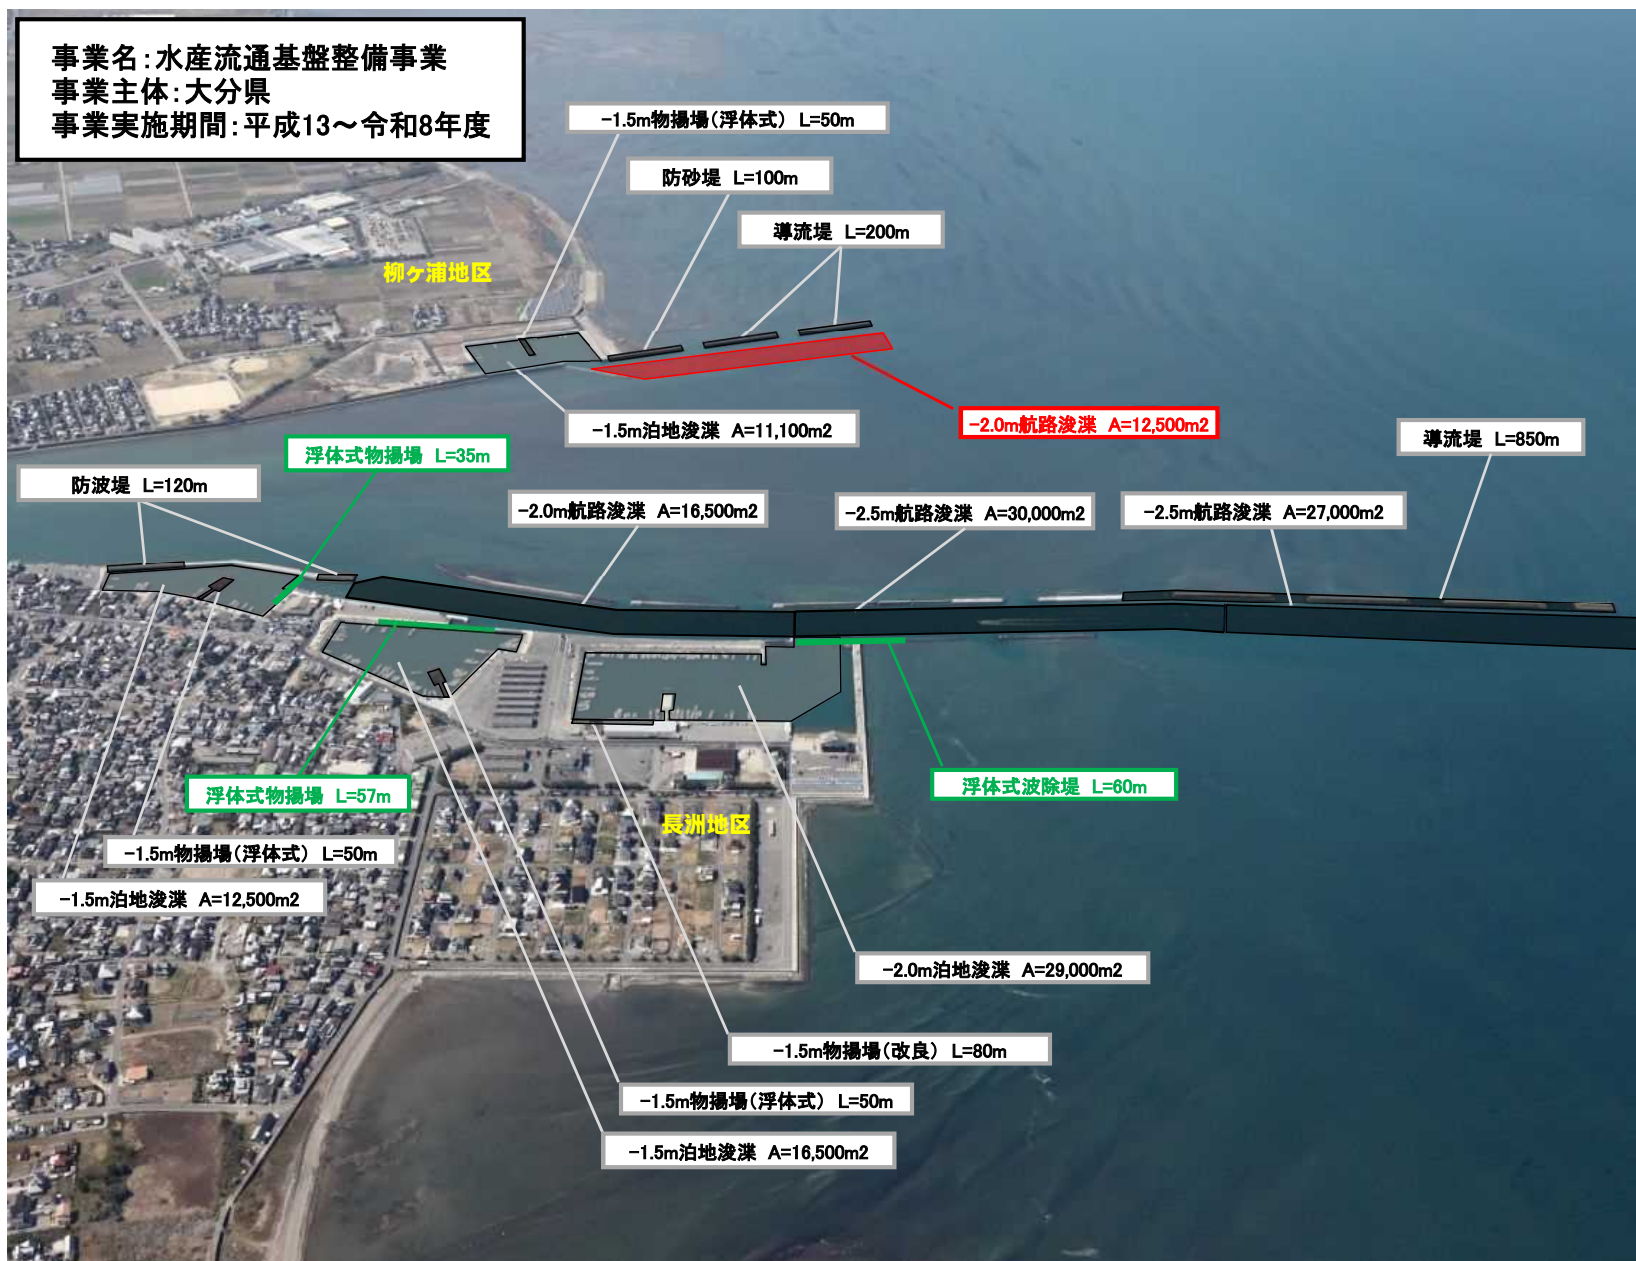 事業名：水産流通基盤整備事業
事業主体：大分県
事業実施期間：平成13～令和8年度
-1.5m物揚場（浮体式） L=50m
防砂堤 L=100m
導流堤 L=200m
柳ヶ浦地区
-1.5m泊地浚渫 A=11,100m2
-2.0m航路浚渫 A=12,500m2
導流堤 L=850m
浮体式物揚場 L=35m
防波堤 L=120m
-2.0m航路浚渫 A=16,500m2
-2.5m航路浚渫 A=30,000m2
-2.5m航路浚渫 A=27,000m2
浮体式物揚場 L=57m
浮体式波除堤 L=60m
長洲地区
-1.5m物揚場（浮体式） L=50m
-1.5m泊地浚渫 A=12,500m2
-2.0m泊地浚渫 A=29,000m2
-1.5m物揚場（改良） L=80m
-1.5m物揚場（浮体式） L=50m
-1.5m泊地浚渫 A=16,500m2